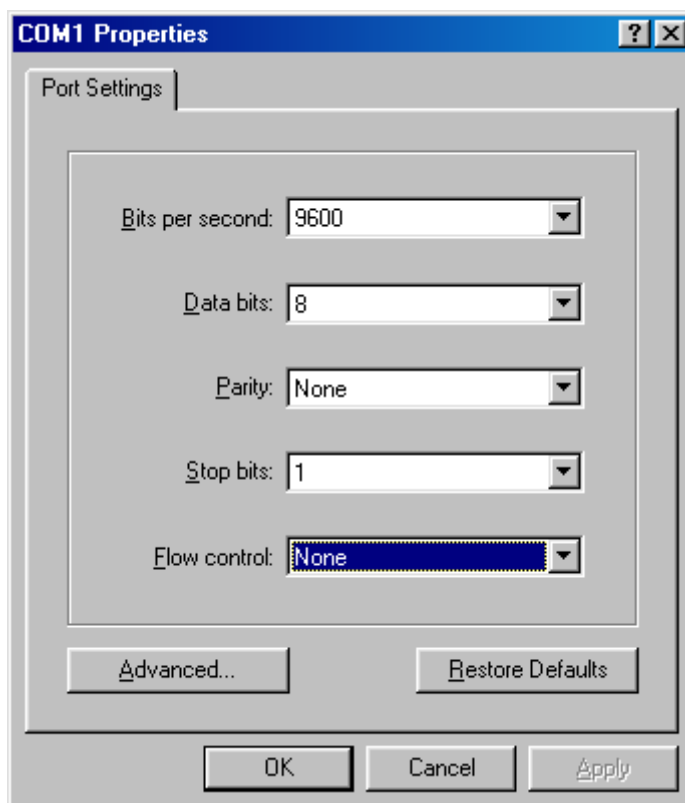 COM1 Properties
Port Settings
Bits per second: 9600
Data bits: 8
Parity: None
Stop bits: 1
Flow control: None
Advanced... Restore Defaults
OK Cancel Apply